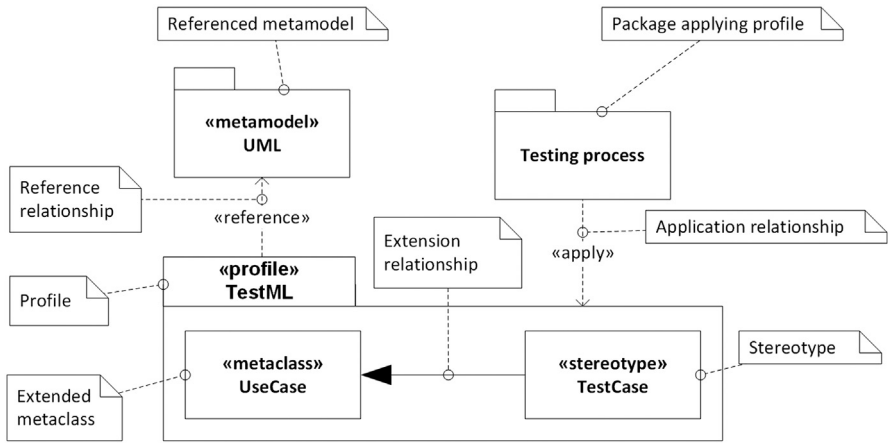 Referenced metamodel
Package applying profile
«metamodel»
UML
Testing process
Reference
relationship
«reference»
Extension
relationship
Application relationship
«apply»
«profile»
TestML
Profile
«metaclass»
UseCase
«stereotype»
TestCase
Stereotype
Extended
metaclass